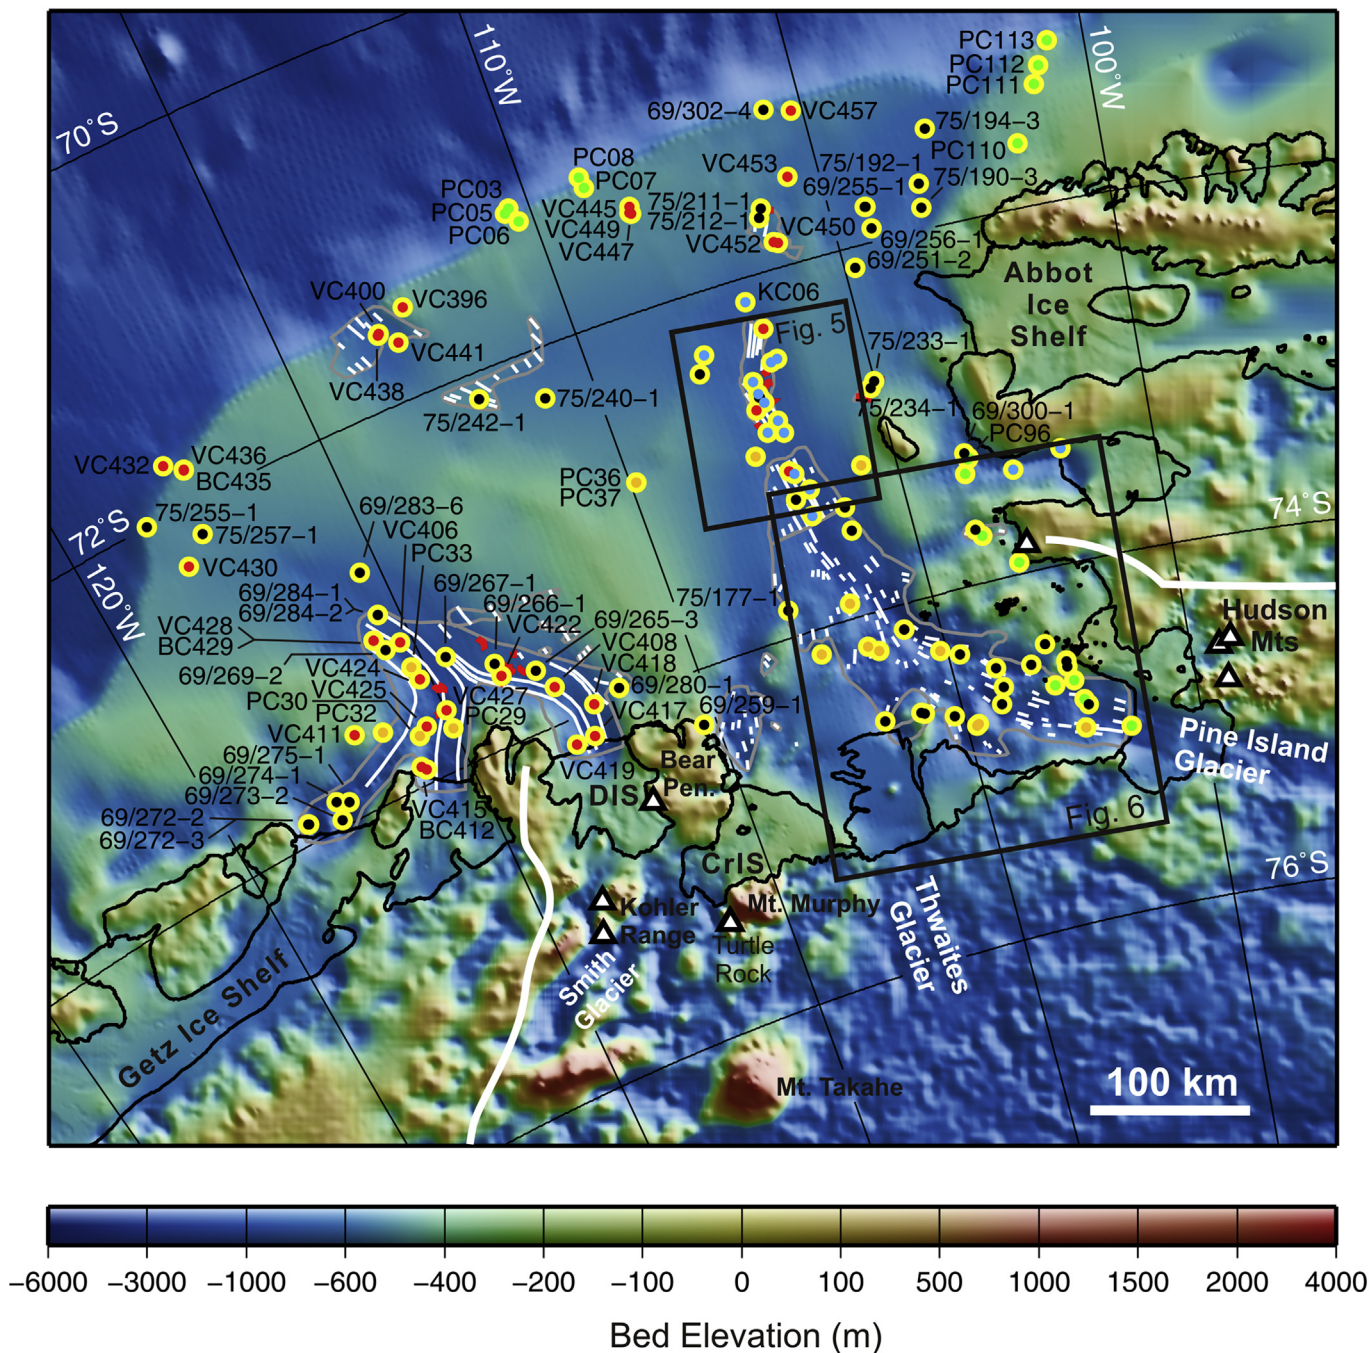 110°W
100°W
70°S
PC113
PC112
PC111
69/302-4
VC457
75/194-3
PC110
PC08
PC07
VC453
75/192-1
75/190-3
69/255-1
PC03
PC05
PC06
VC445
VC449
VC447
75/211-1
75/212-1
VC450
VC452
69/256-1
69/251-2
Abbot
Ice
Shelf
VC400
VC396
KC06
Fig. 5
VC441
VC438
75/233-1
75/242-1
75/240-1
75/234-1
69/300-1
PC96
VC432
VC436
BC435
PC36
PC37
74°S
72°S
75/255-1
75/257-1
69/283-6
VC406
PC33
120°W
VC430
69/267-1
69/284-1
69/284-2
69/266-1
VC422
75/177-1
Hudson
Mts
VC428
BC429
69/265-3
VC408
VC418
69/269-2
VC424
VC425
PC30
PC32
VC427
PC29
69/280-1
VC417
69/259-1
VC411
69/275-1
69/274-1
69/273-2
69/272-2
69/272-3
VC419
VC415
BC412
Bear
Pen.
DIS
Pine Island
Glacier
Fig. 6
CrIS
76°S
Kohler
Range
Mt. Murphy
Turtle
Rock
Thwaites
Glacier
Smith
Glacier
Getz Ice Shelf
Mt. Takahe
100 km
−6000 −3000 −1000 −600 −400 −200 −100 0 100 500 1000 1500 2000 4000
Bed Elevation (m)